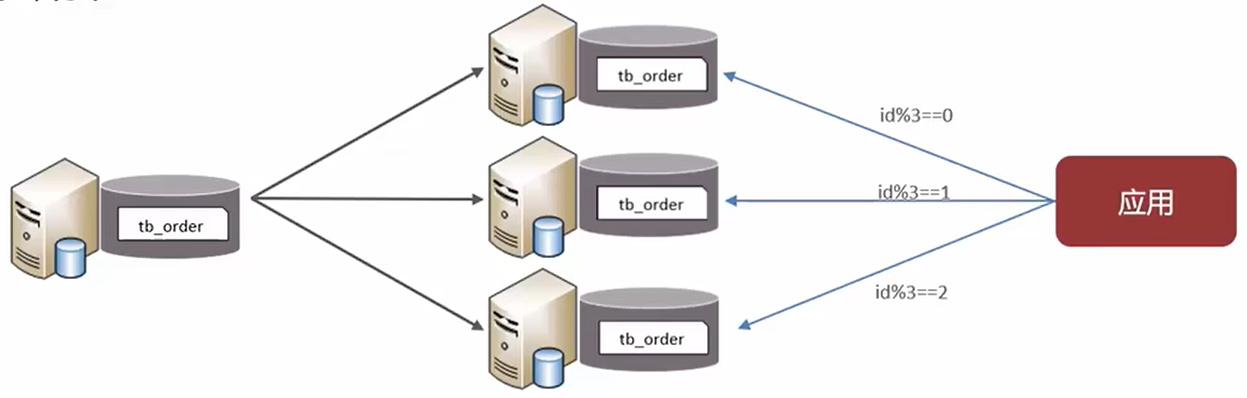 tb_order
tb_order
id%3==0
tb_order
id%3==1
应用
id%3==2
tb_order